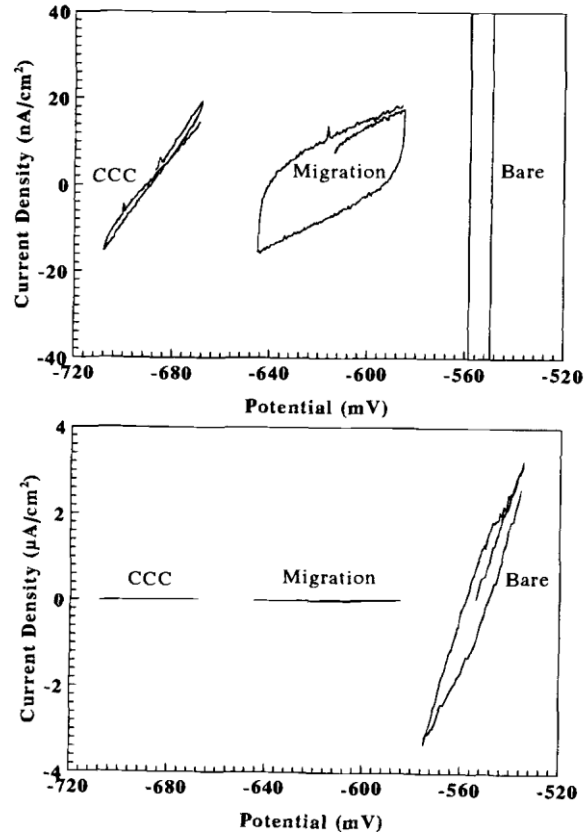 Current Density (nA/cm²)
40
20
0
-20
-40
CCC
Migration
Bare
-720 -680 -640 -600 -560 -520
Potential (mV)
Current Density (µA/cm²)
4
2
0
-2
-4
CCC
Migration
Bare
-720 -680 -640 -600 -560 -520
Potential (mV)